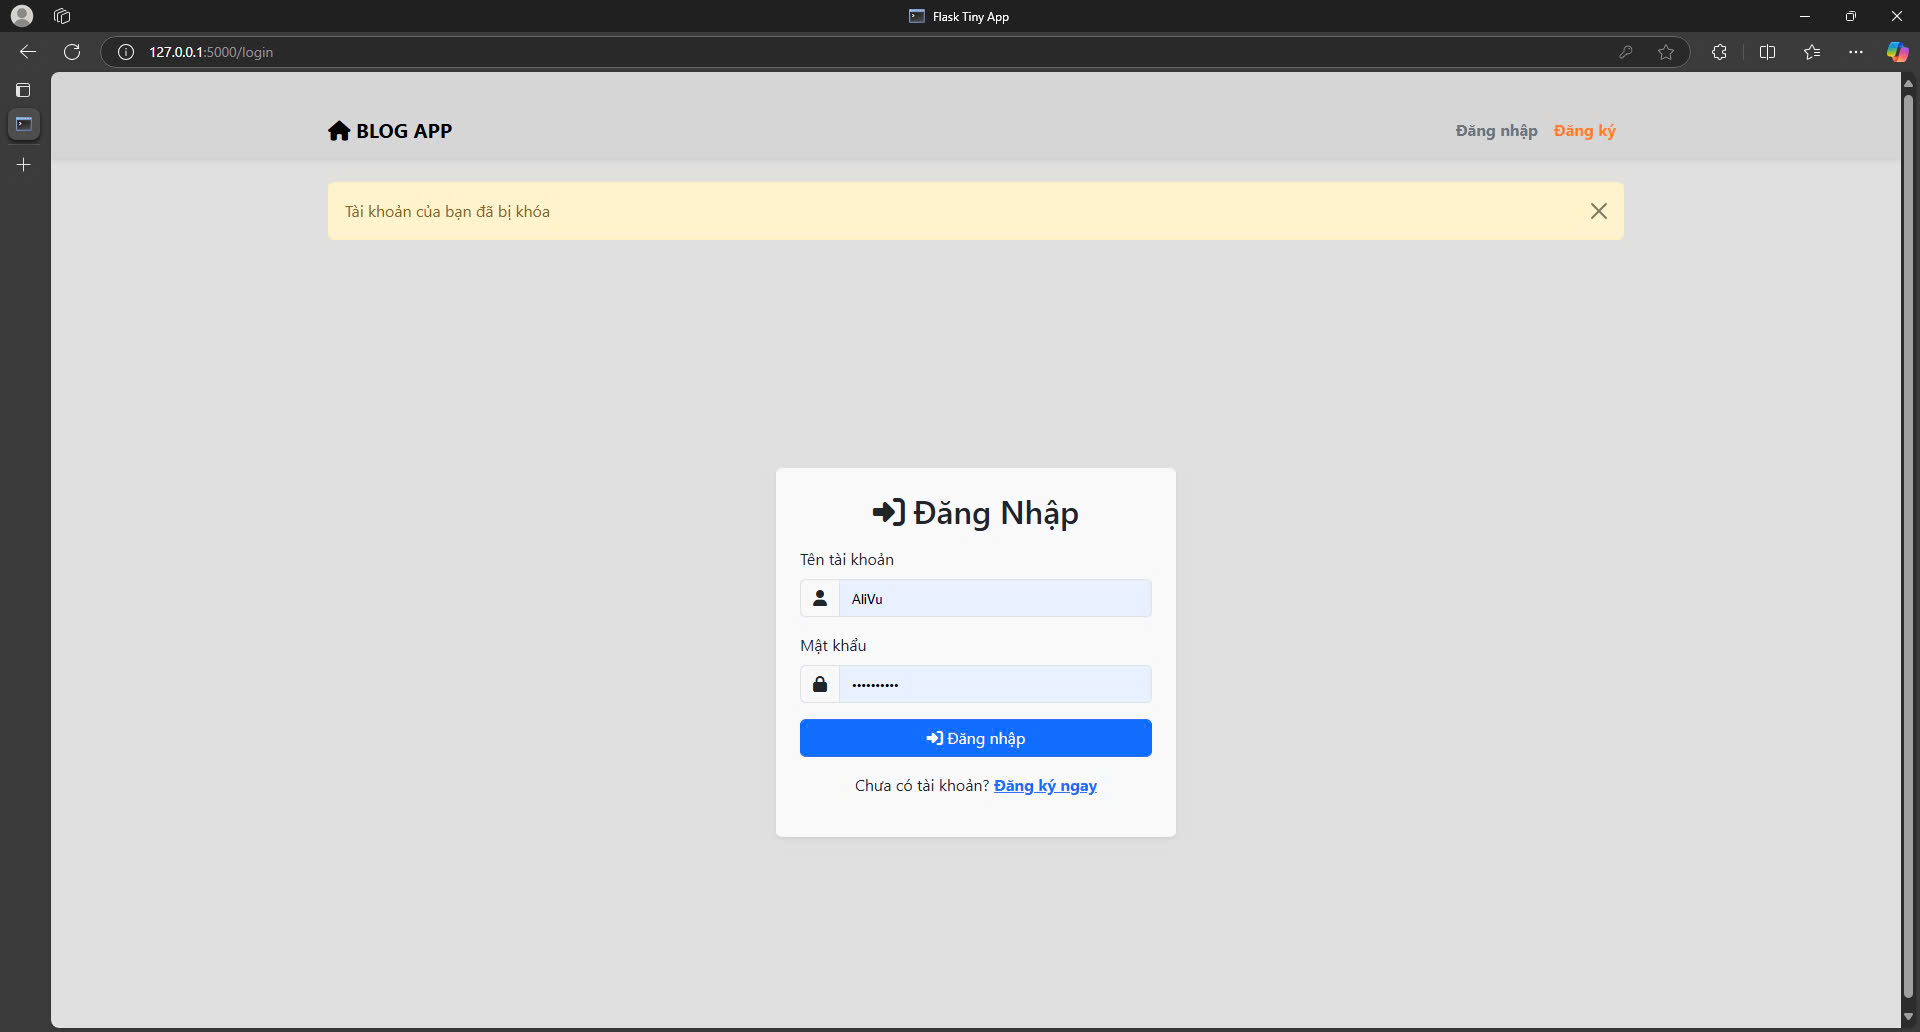 Flask Tiny App
127.0.0.1:5000/login
BLOG APP
Đăng nhập Đăng ký
Tài khoản của bạn đã bị khóa
Đăng Nhập
Tên tài khoản
AliVu
Mật khẩu
••••••••••
Đăng nhập
Chưa có tài khoản? Đăng ký ngay